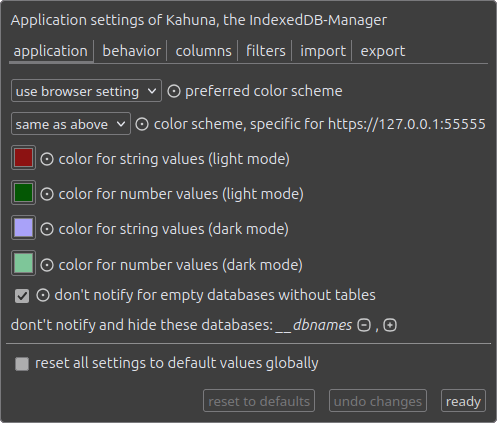 Application settings of Kahuna, the IndexedDB-Manager
application behavior columns filters import export
use browser setting preferred color scheme
same as above color scheme, specific for https://127.0.0.1:55555
color for string values (light mode)
color for number values (light mode)
color for string values (dark mode)
color for number values (dark mode)
don't notify for empty databases without tables
dont't notify and hide these databases: __dbnames ,
reset all settings to default values globally
reset to defaults undo changes ready